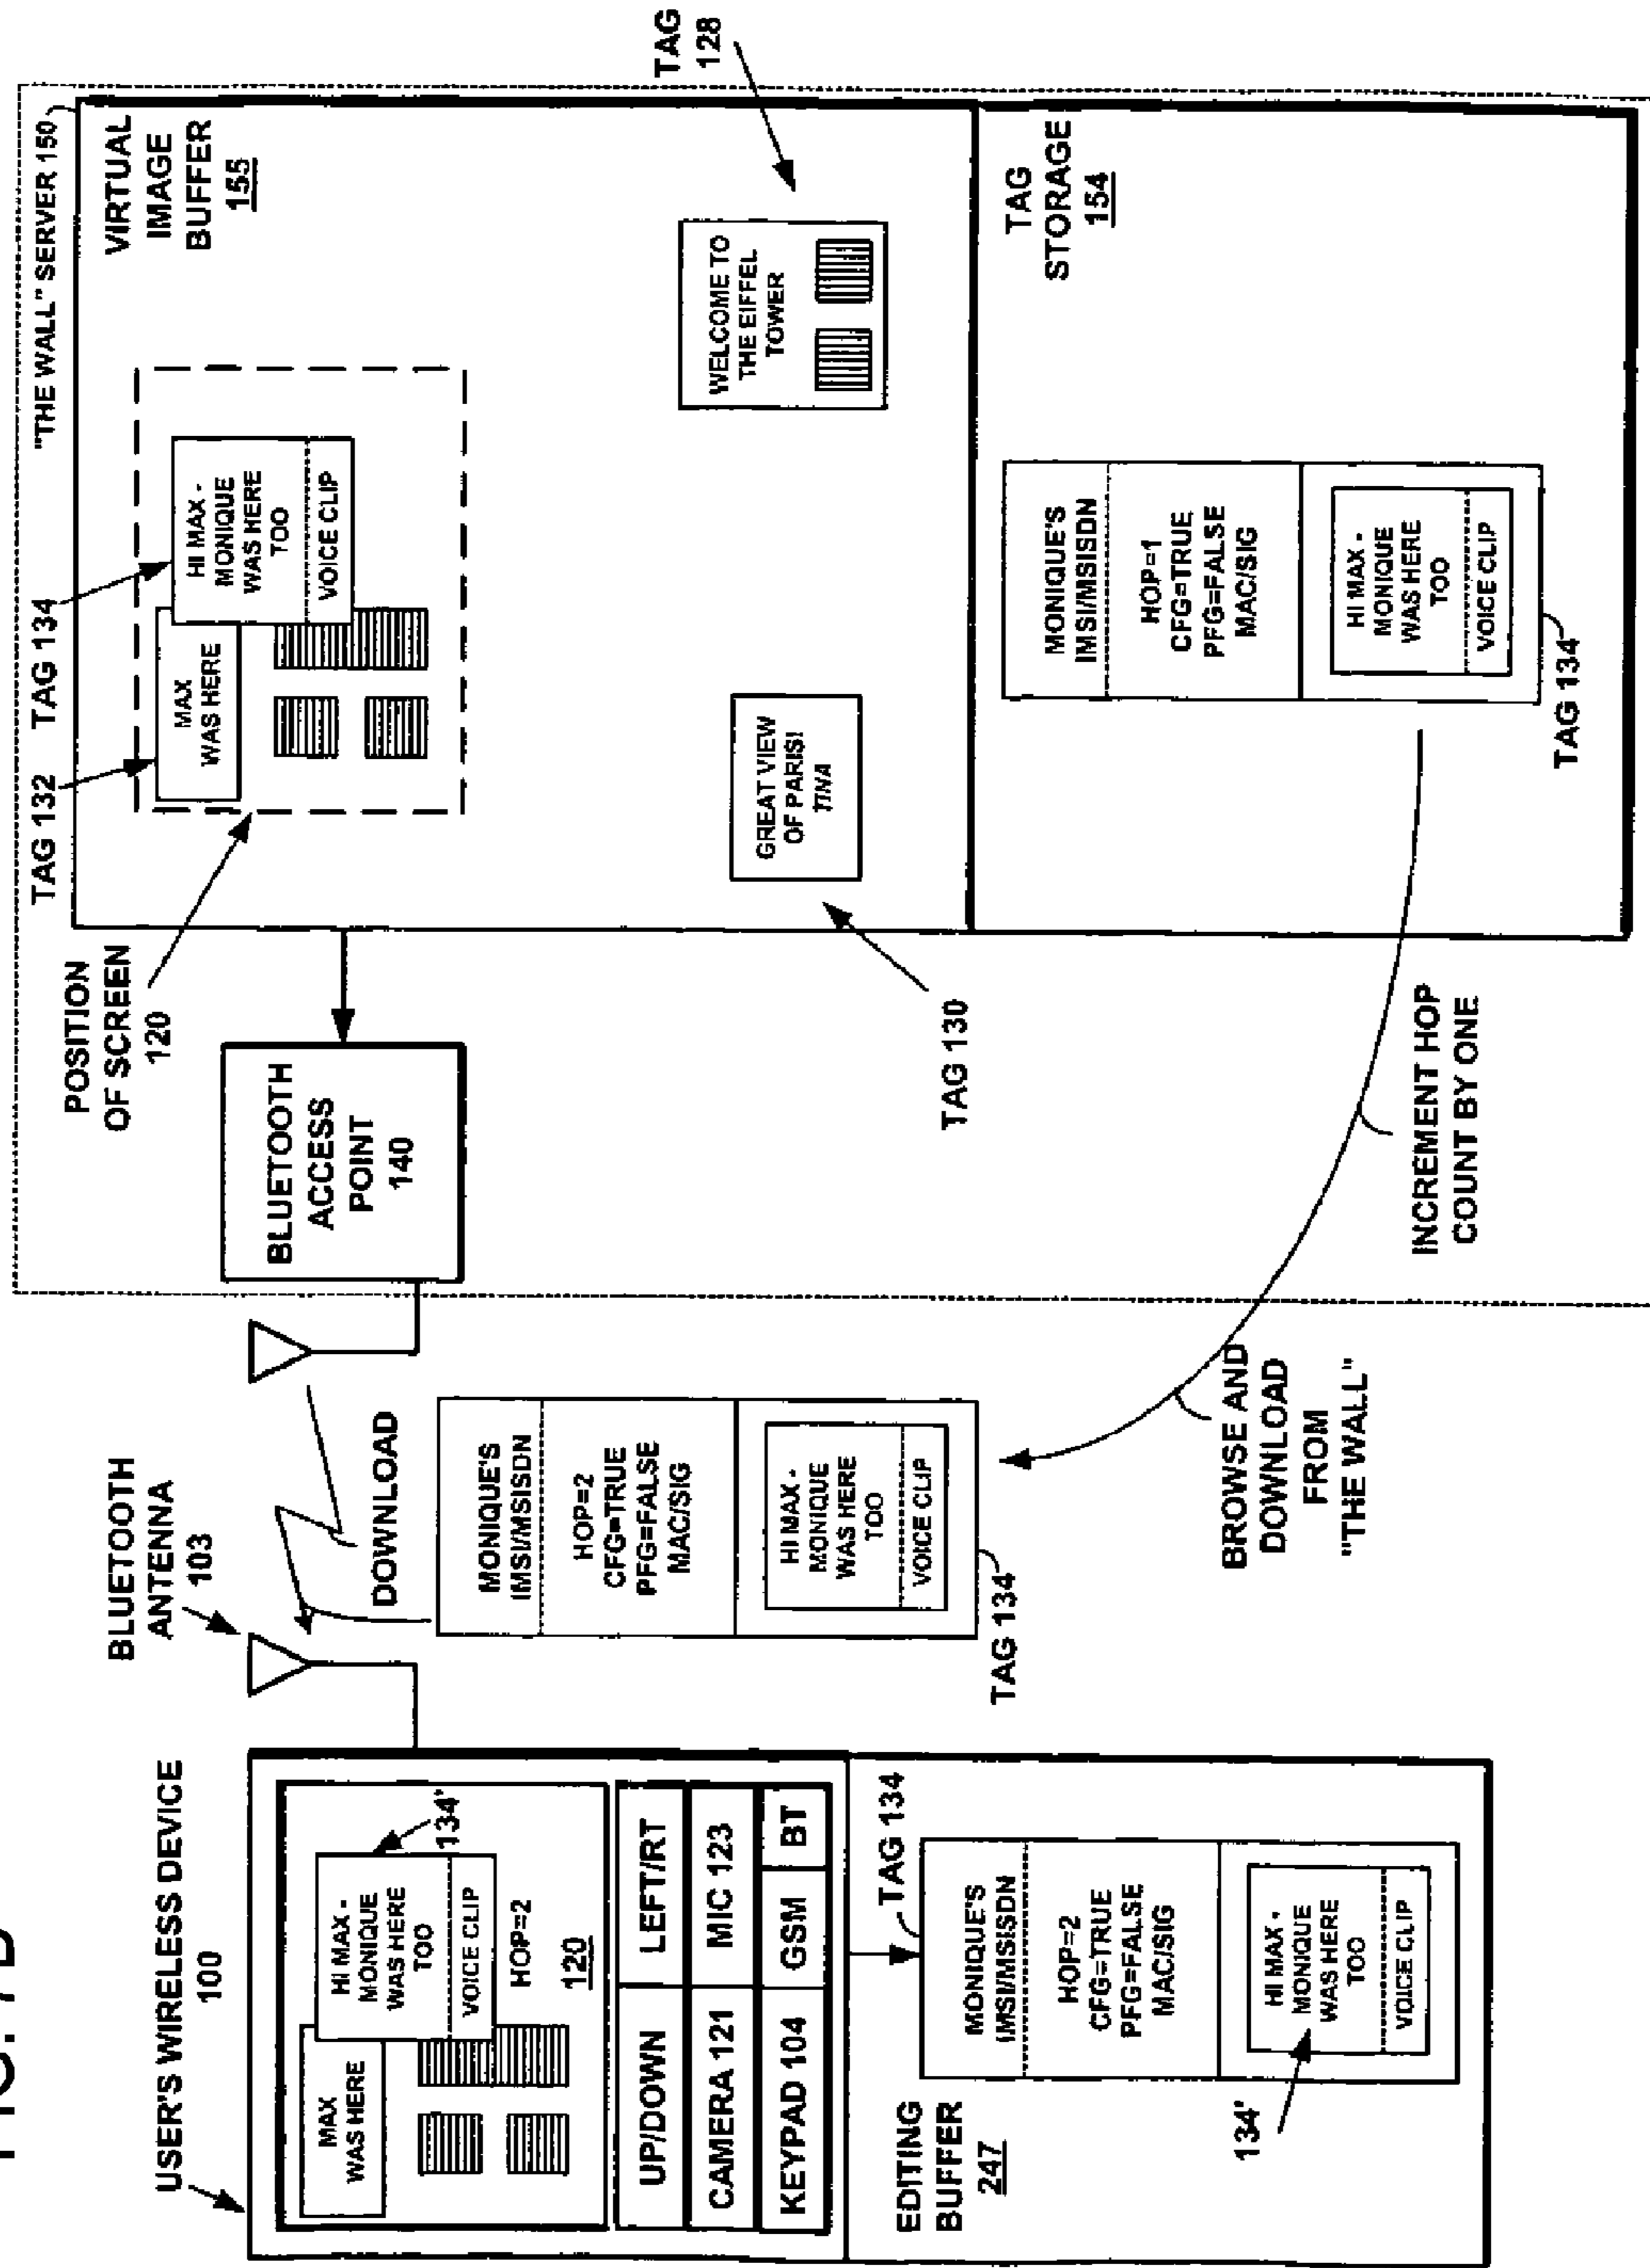 USER'S WIRELESS DEVICE
100
MAX
WAS HERE
HI MAX -
MONIQUE
WAS HERE
TOO
VOICE CLIP
134'
HOP=2
120
UP/DOWN
LEFT/RT
CAMERA 121
MIC 123
KEYPAD 104
GSM
BT
EDITING
BUFFER
247
TAG 134
MONIQUE'S
IMSI/MSISDN
HOP=2
CFG=TRUE
PFG=FALSE
MAC/SIG
HI MAX -
MONIQUE
WAS HERE
TOO
VOICE CLIP
134'
BLUETOOTH
ANTENNA
103
DOWNLOAD
MONIQUE'S
IMSI/MSISDN
HOP=2
CFG=TRUE
PFG=FALSE
MAC/SIG
HI MAX -
MONIQUE
WAS HERE
TOO
VOICE CLIP
TAG 134
BROWSE AND
DOWNLOAD
FROM
"THE WALL"
INCREMENT HOP
COUNT BY ONE
BLUETOOTH
ACCESS
POINT
140
POSITION
OF SCREEN
120
TAG 132
TAG 134
"THE WALL" SERVER 150
VIRTUAL
IMAGE
BUFFER
155
MAX
WAS HERE
HI MAX -
MONIQUE
WAS HERE
TOO
VOICE CLIP
GREAT VIEW
OF PARIS!
TINA
TAG 130
WELCOME TO
THE EIFFEL
TOWER
TAG
128
TAG
STORAGE
154
MONIQUE'S
IMSI/MSISDN
HOP=1
CFG=TRUE
PFG=FALSE
MAC/SIG
HI MAX -
MONIQUE
WAS HERE
TOO
VOICE CLIP
TAG 134